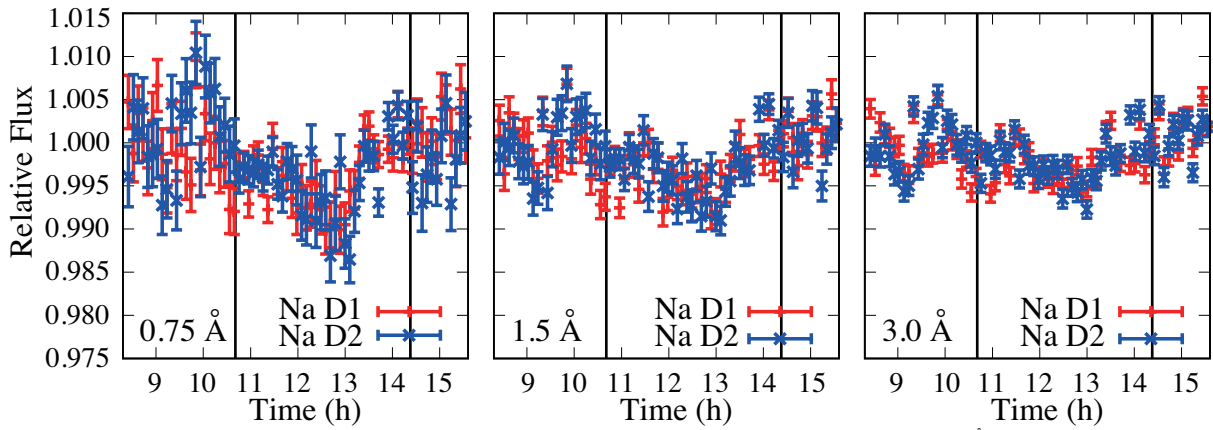 Relative Flux
1.015
1.010
1.005
1.000
0.995
0.990
0.985
0.980
0.975
Na D1
Na D2
0.75 Å
9 10 11 12 13 14 15
Time (h)
Na D1
Na D2
1.5 Å
9 10 11 12 13 14 15
Time (h)
Na D1
Na D2
3.0 Å
9 10 11 12 13 14 15
Time (h)